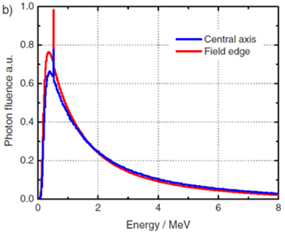 b)
1.0
0.8
0.6
0.4
0.2
0.0
Photon fluence a.u.
Central axis
Field edge
0 2 4 6 8
Energy / MeV